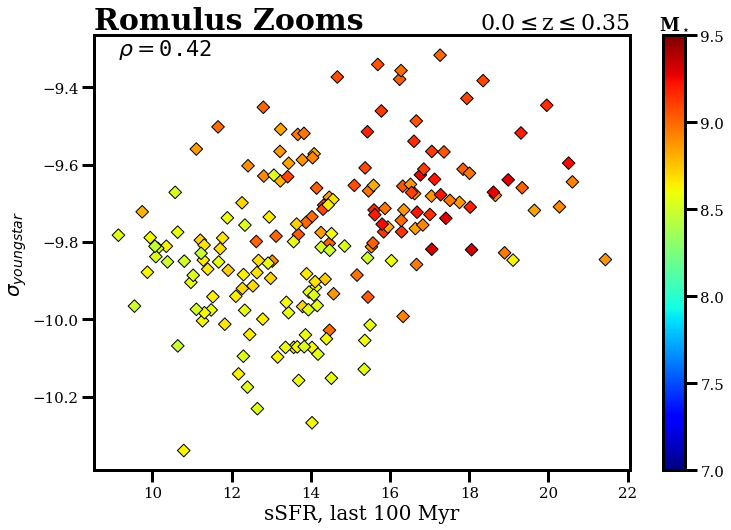 Romulus Zooms
0.0 ≤ z ≤ 0.35
M⋆
ρ = 0.42
−9.4
−9.6
−9.8
−10.0
−10.2
σyoungstar
10 12 14 16 18 20 22
sSFR, last 100 Myr
9.5
9.0
8.5
8.0
7.5
7.0